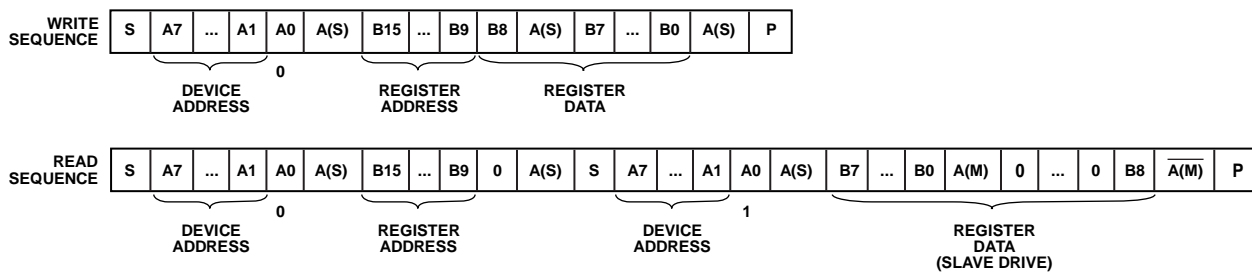 WRITE
SEQUENCE
S A7 ... A1 A0 A(S) B15 ... B9 B8 A(S) B7 ... B0 A(S) P
0
DEVICE
ADDRESS
REGISTER
ADDRESS
REGISTER
DATA
READ
SEQUENCE
S A7 ... A1 A0 A(S) B15 ... B9 0 A(S) S A7 ... A1 A0 A(S) B7 ... B0 A(M) 0 ... 0 B8 A̅(̅M̅)̅ P
0 1
DEVICE
ADDRESS
REGISTER
ADDRESS
DEVICE
ADDRESS
REGISTER
DATA
(SLAVE DRIVE)